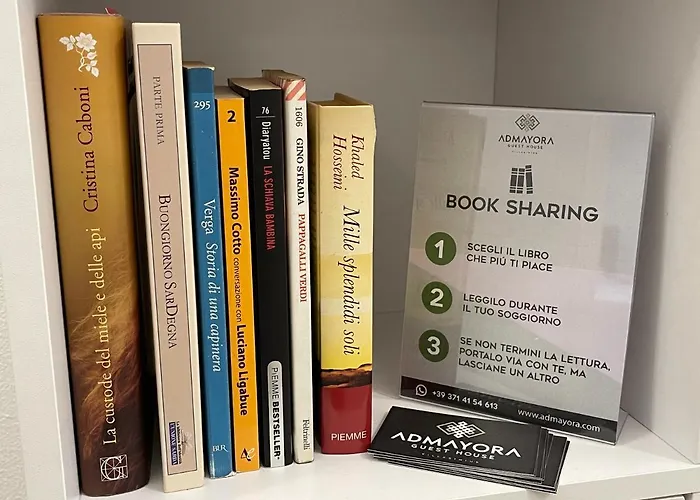 La custode del miele e delle api Cristina Caboni
PARTE PRIMA
BUONGIORNO SARDEGNA
295
Verga Storia di una capinera
BUR
2
Massimo Cotto conversazione con Luciano Ligabue
76
Diaryatou LA SCHIAVA BAMBINA
PIEMME BESTSELLER
1606
GINO STRADA PAPPAGALLI VERDI
Feltrinelli
Khaled
Hosseini Mille splendidi soli
PIEMME
ADMAYORA
GUEST HOUSE
BOOK SHARING
1 SCEGLI IL LIBRO
CHE PIÚ TI PIACE
2 LEGGILO DURANTE
IL TUO SOGGIORNO
3 SE NON TERMINI LA LETTURA,
PORTALO VIA CON TE, MA
LASCIANE UN ALTRO
+39 371 41 54 613
www.admayora.com
ADMAYORA
GUEST HOUSE